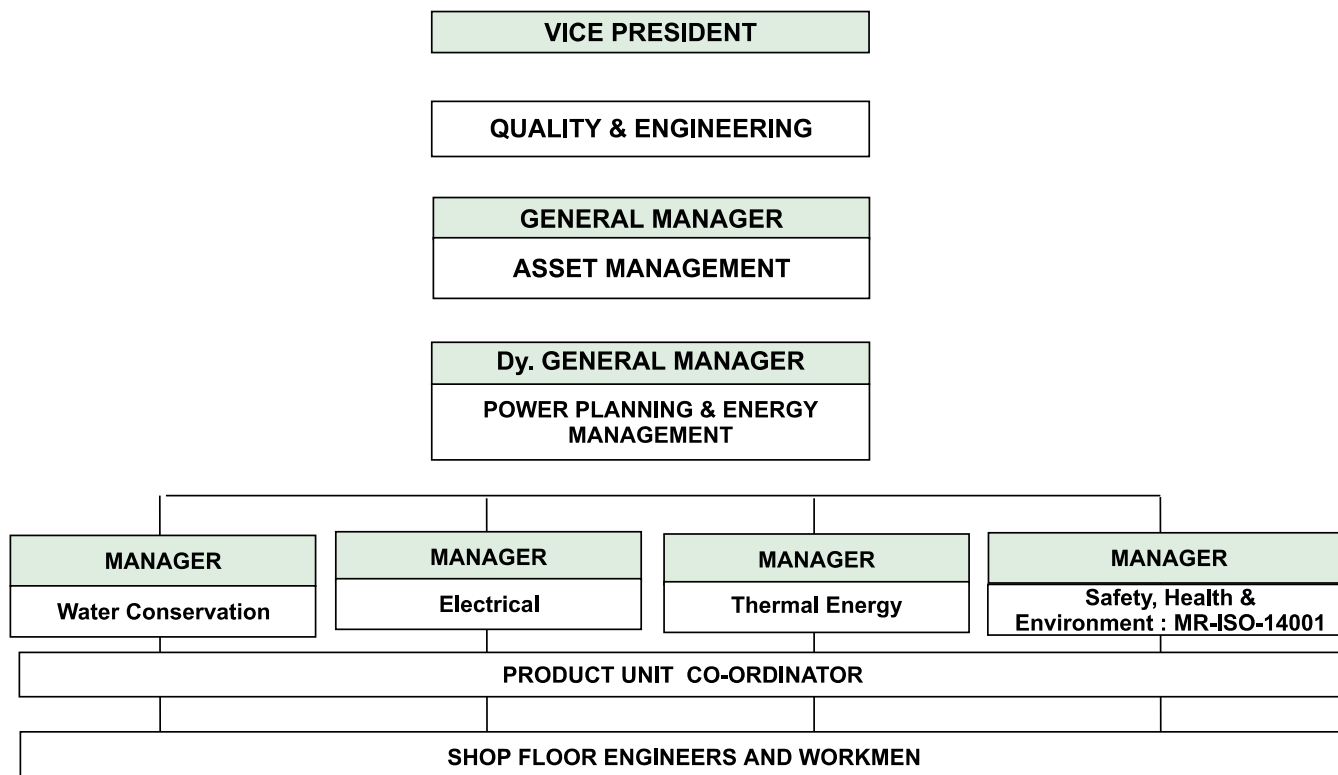 VICE PRESIDENT
QUALITY & ENGINEERING
GENERAL MANAGER
ASSET MANAGEMENT
Dy. GENERAL MANAGER
POWER PLANNING & ENERGY
MANAGEMENT
MANAGER
Water Conservation
MANAGER
Electrical
MANAGER
Thermal Energy
MANAGER
Safety, Health &
Environment : MR-ISO-14001
PRODUCT UNIT CO-ORDINATOR
SHOP FLOOR ENGINEERS AND WORKMEN